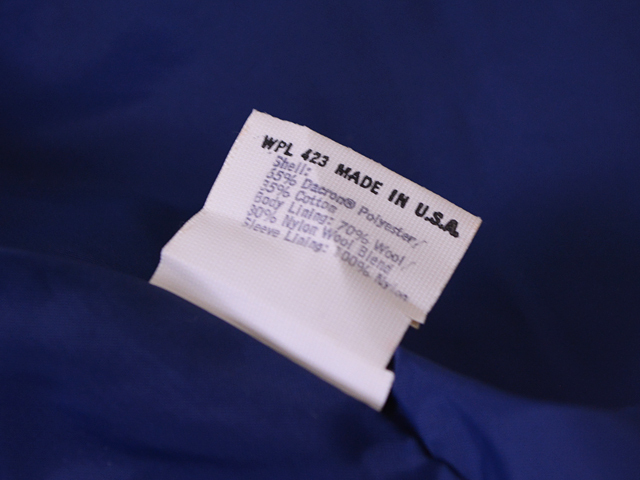 WPL 423 MADE IN U.S.A.
Shell:
65% Dacron® Polyester/
35% Cotton
Body Lining: 70% Wool/
30% Nylon Wool Blend
Sleeve Lining: 100% Nylon